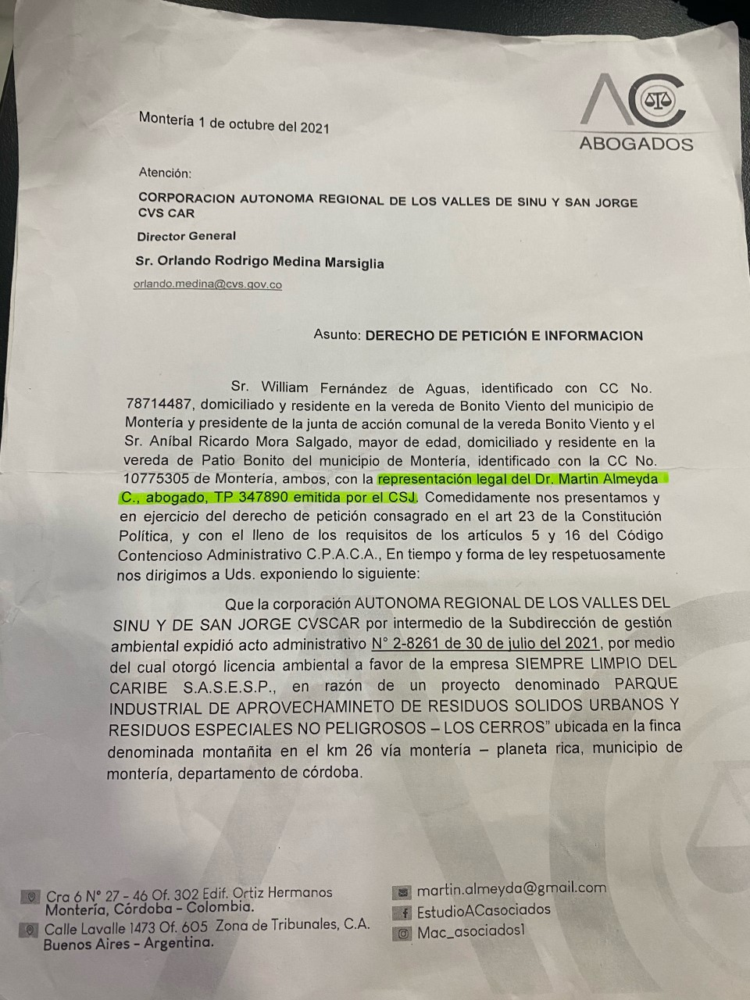 AC
ABOGADOS
Montería 1 de octubre del 2021
Atención:
CORPORACION AUTONOMA REGIONAL DE LOS VALLES DE SINU Y SAN JORGE
CVS CAR
Director General
Sr. Orlando Rodrigo Medina Marsiglia
orlando.medina@cvs.gov.co
Asunto: DERECHO DE PETICIÓN E INFORMACION
Sr. William Fernández de Aguas, identificado con CC No.
78714487, domiciliado y residente en la vereda de Bonito Viento del municipio de
Montería y presidente de la junta de acción comunal de la vereda Bonito Viento y el
Sr. Aníbal Ricardo Mora Salgado, mayor de edad, domiciliado y residente en la
vereda de Patio Bonito del municipio de Montería, identificado con la CC No.
10775305 de Montería, ambos, con la representación legal del Dr. Martin Almeyda
C., abogado, TP 347890 emitida por el CSJ. Comedidamente nos presentamos y
en ejercicio del derecho de petición consagrado en el art 23 de la Constitución
Política, y con el lleno de los requisitos de los artículos 5 y 16 del Código
Contencioso Administrativo C.P.A.C.A., En tiempo y forma de ley respetuosamente
nos dirigimos a Uds. exponiendo lo siguiente:
Que la corporación AUTONOMA REGIONAL DE LOS VALLES DEL
SINU Y DE SAN JORGE CVSCAR por intermedio de la Subdirección de gestión
ambiental expidió acto administrativo N° 2-8261 de 30 de julio del 2021, por medio
del cual otorgó licencia ambiental a favor de la empresa SIEMPRE LIMPIO DEL
CARIBE S.A.S.E.S.P., en razón de un proyecto denominado PARQUE
INDUSTRIAL DE APROVECHAMINETO DE RESIDUOS SOLIDOS URBANOS Y
RESIDUOS ESPECIALES NO PELIGROSOS – LOS CERROS” ubicada en la finca
denominada montañita en el km 26 vía montería – planeta rica, municipio de
montería, departamento de córdoba.
Cra 6 N° 27 - 46 Of. 302 Edif. Ortiz Hermanos
Montería, Córdoba - Colombia.
Calle Lavalle 1473 Of. 605 Zona de Tribunales, C.A.
Buenos Aires - Argentina.
martin.almeyda@gmail.com
EstudioACasociados
Mac_asociados1